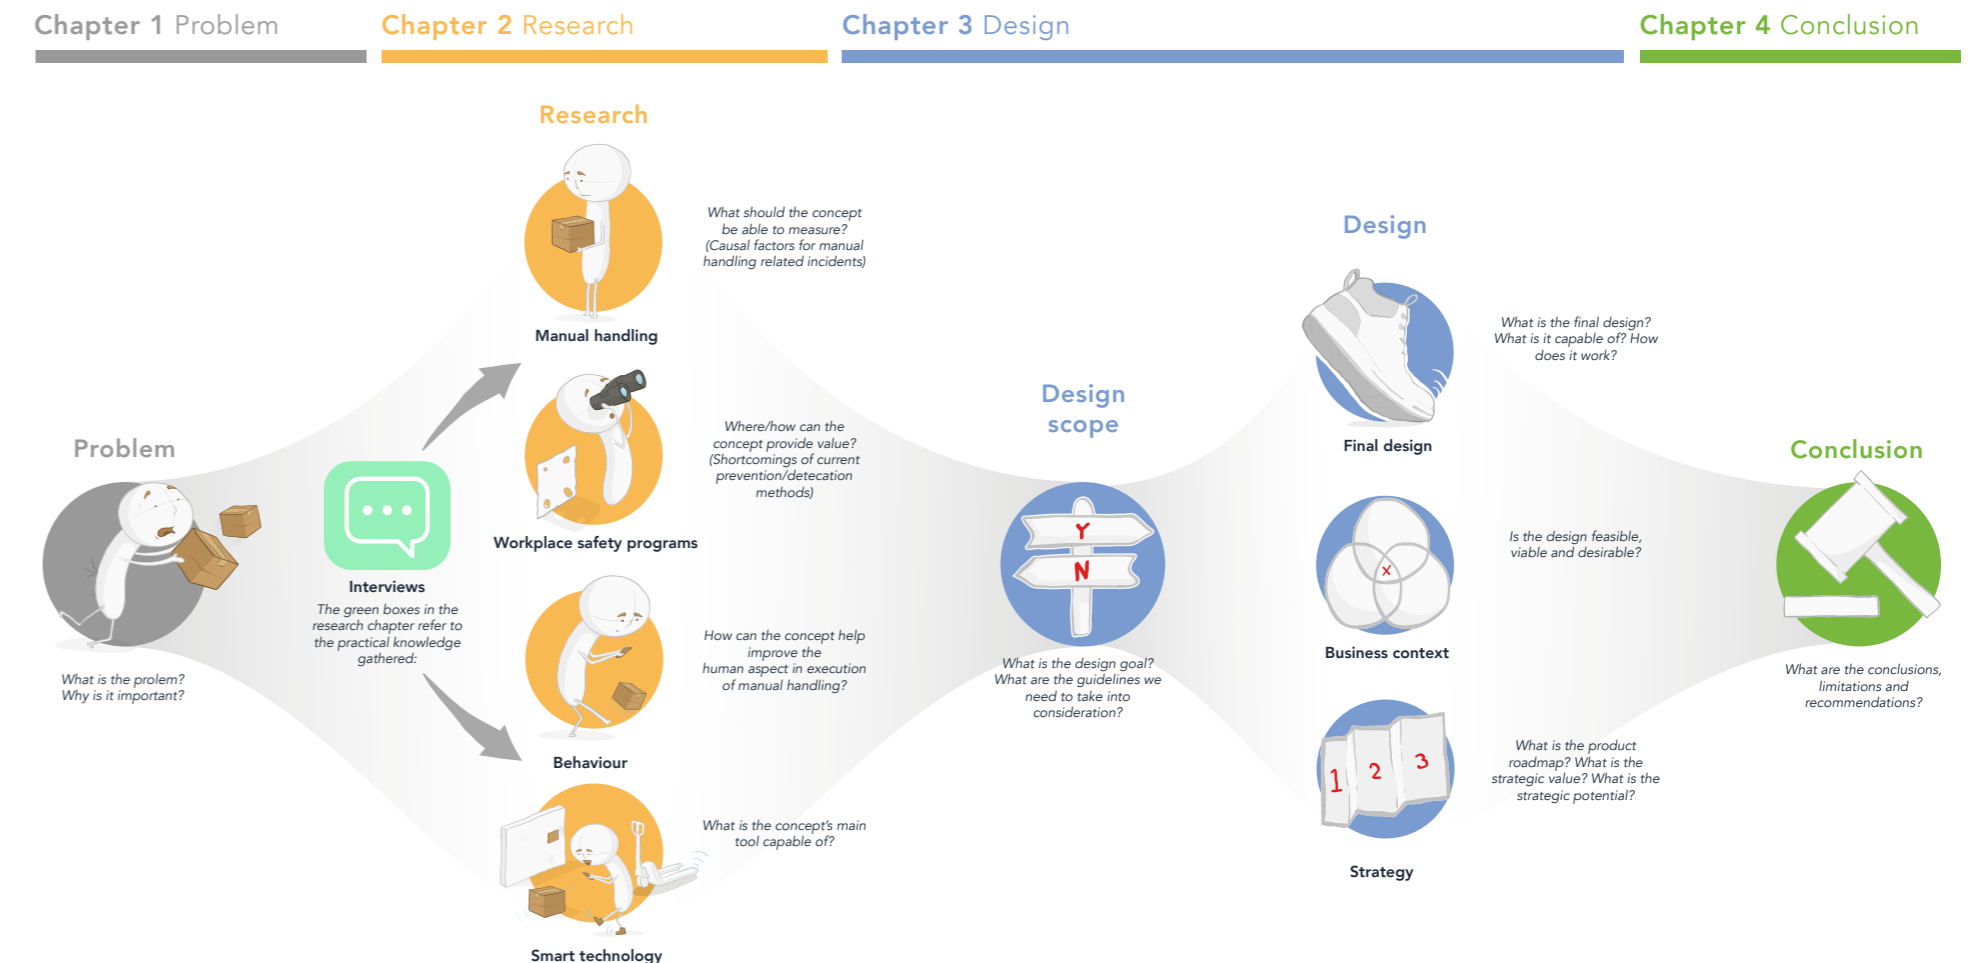 Chapter 1 Problem
Chapter 2 Research
Chapter 3 Design
Chapter 4 Conclusion
Problem
What is the prolem?
Why is it important?
Interviews
The green boxes in the
research chapter refer to
the practical knowledge
gathered:
Research
Manual handling
What should the concept
be able to measure?
(Causal factors for manual
handling related incidents)
Workplace safety programs
Where/how can the
concept provide value?
(Shortcomings of current
prevention/detecation
methods)
Behaviour
How can the concept help
improve the
human aspect in execution
of manual handling?
Smart technology
What is the concept's main
tool capable of?
Design
scope
Y
N
What is the design goal?
What are the guidelines we
need to take into
consideration?
Design
Final design
What is the final design?
What is it capable of? How
does it work?
x
Business context
Is the design feasible,
viable and desirable?
1 2 3
Strategy
What is the product
roadmap? What is the
strategic value? What is the
strategic potential?
Conclusion
What are the conclusions,
limitations and
recommendations?